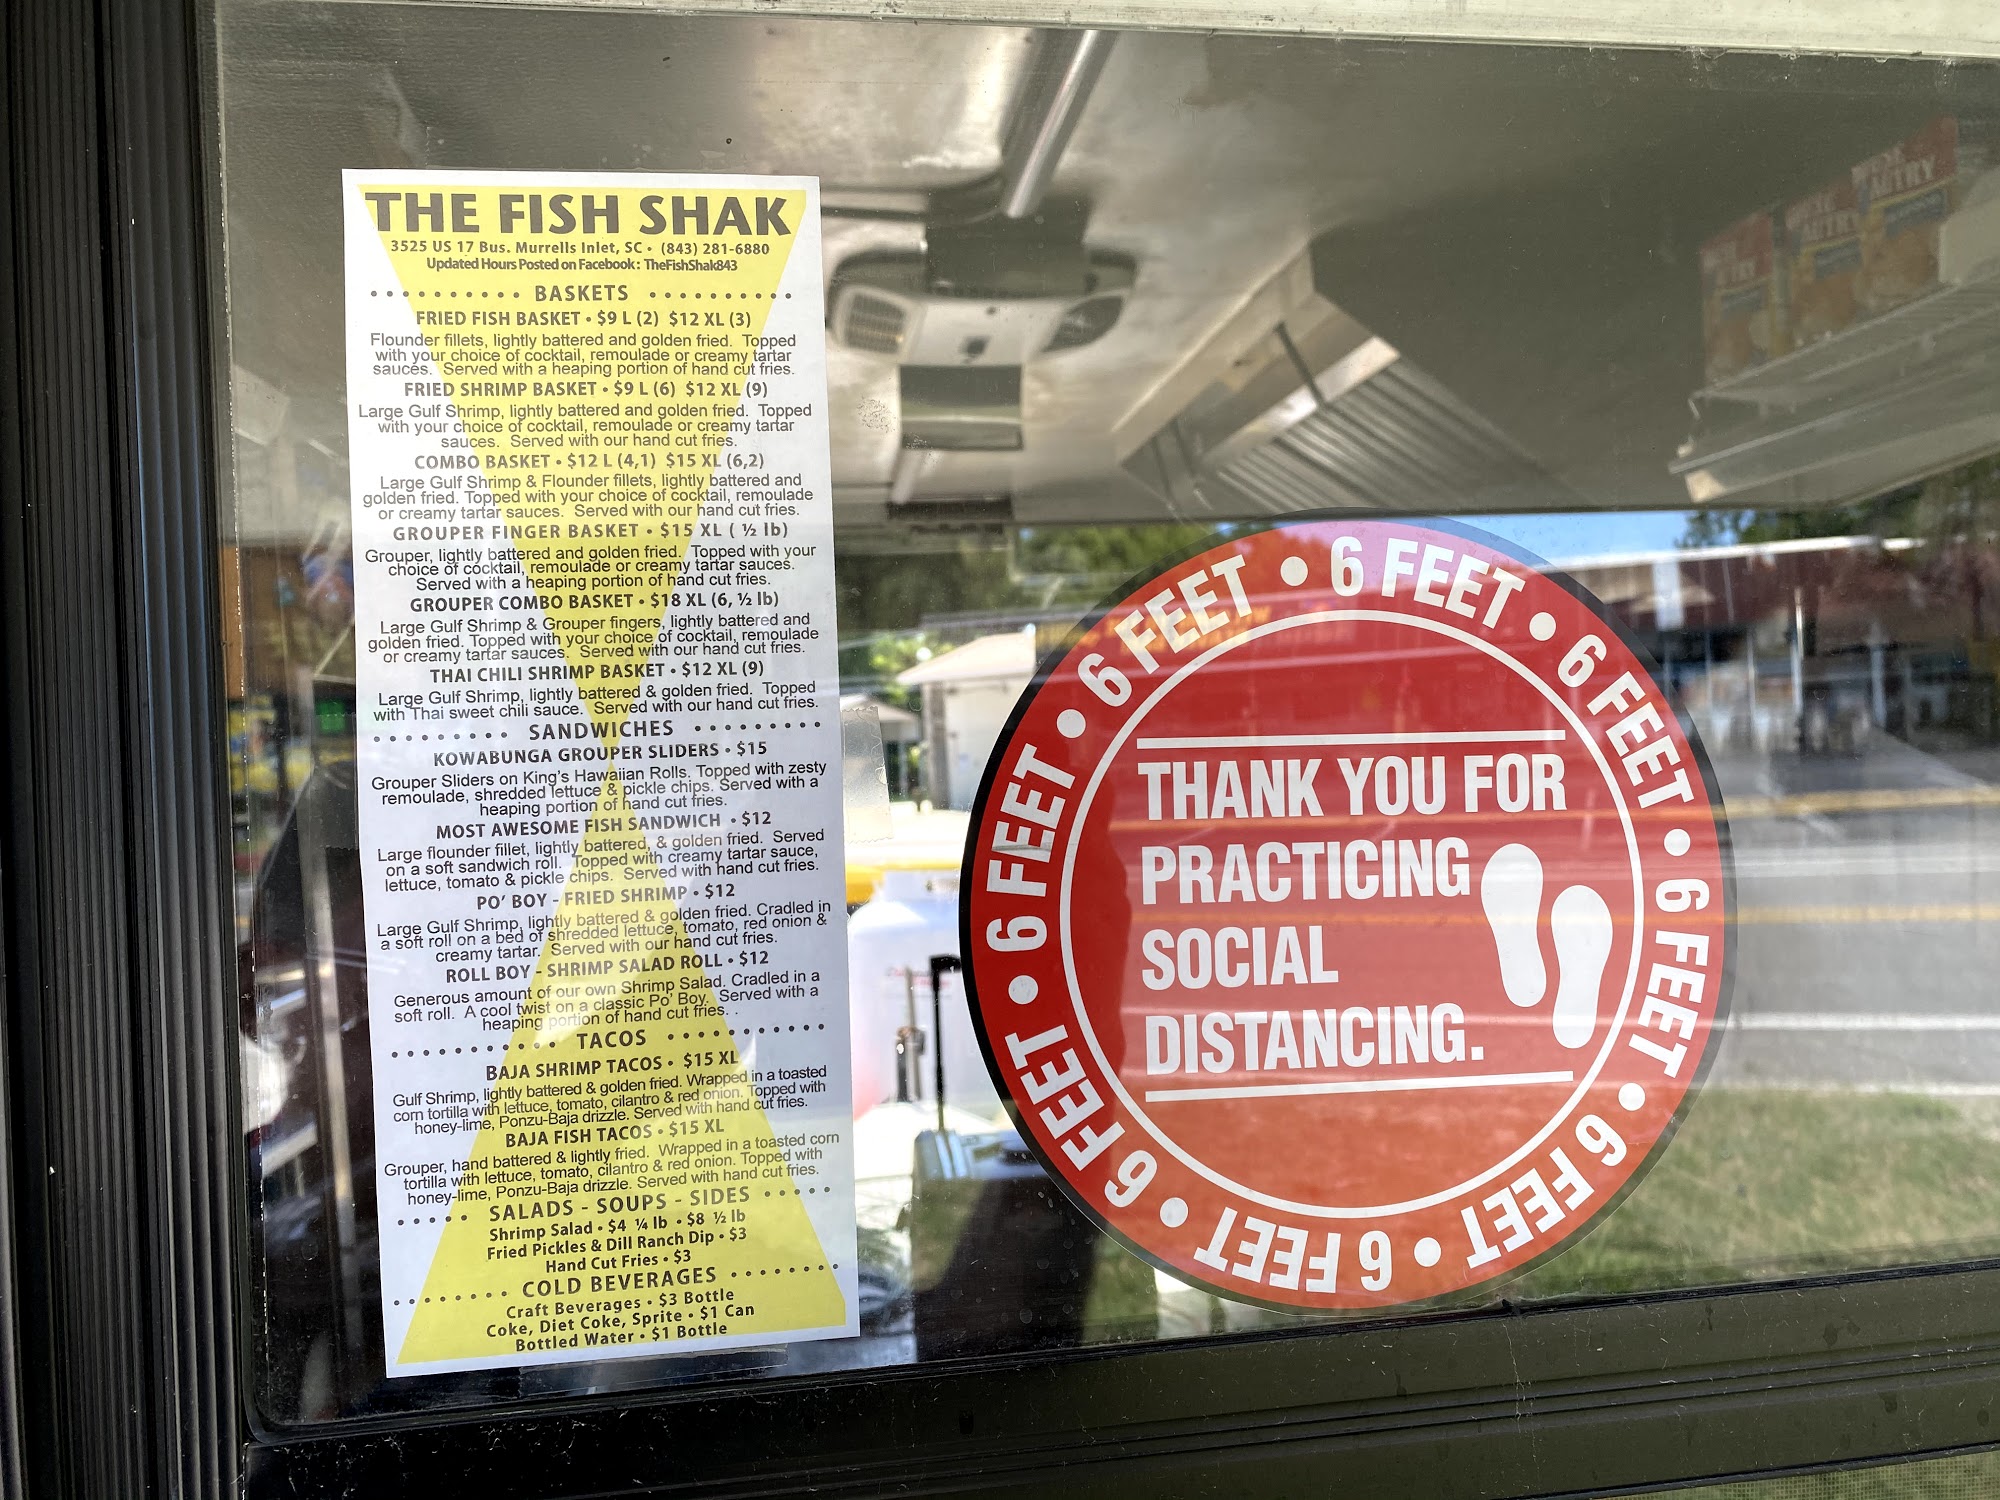 THE FISH SHAK
3525 US 17 Bus. Murrells Inlet, SC • (843) 281-6880
Updated Hours Posted on Facebook: TheFishShak843
BASKETS
FRIED FISH BASKET • $9 L (2) $12 XL (3)
Flounder fillets, lightly battered and golden fried. Topped
with your choice of cocktail, remoulade or creamy tartar
sauces. Served with a heaping portion of hand cut fries.
FRIED SHRIMP BASKET • $9 L (6) $12 XL (9)
Large Gulf Shrimp, lightly battered and golden fried. Topped
with your choice of cocktail, remoulade or creamy tartar
sauces. Served with our hand cut fries.
COMBO BASKET • $12 L (4,1) $15 XL (6,2)
Large Gulf Shrimp & Flounder fillets, lightly battered and
golden fried. Topped with your choice of cocktail, remoulade
or creamy tartar sauces. Served with our hand cut fries.
GROUPER FINGER BASKET • $15 XL ( ½ lb)
Grouper, lightly battered and golden fried. Topped with your
choice of cocktail, remoulade or creamy tartar sauces.
Served with a heaping portion of hand cut fries.
GROUPER COMBO BASKET • $18 XL (6, ½ lb)
Large Gulf Shrimp & Grouper fingers, lightly battered and
golden fried. Topped with your choice of cocktail, remoulade
or creamy tartar sauces. Served with our hand cut fries.
THAI CHILI SHRIMP BASKET • $12 XL (9)
Large Gulf Shrimp, lightly battered & golden fried. Topped
with Thai sweet chili sauce. Served with our hand cut fries.
SANDWICHES
KOWABUNGA GROUPER SLIDERS • $15
Grouper Sliders on King's Hawaiian Rolls. Topped with zesty
remoulade, shredded lettuce & pickle chips. Served with a
heaping portion of hand cut fries.
MOST AWESOME FISH SANDWICH • $12
Large flounder fillet, lightly battered, & golden fried. Served
on a soft sandwich roll. Topped with creamy tartar sauce,
lettuce, tomato & pickle chips. Served with hand cut fries.
PO' BOY - FRIED SHRIMP • $12
Large Gulf Shrimp, lightly battered & golden fried. Cradled in
a soft roll on a bed of shredded lettuce, tomato, red onion &
creamy tartar. Served with our hand cut fries.
ROLL BOY - SHRIMP SALAD ROLL • $12
Generous amount of our own Shrimp Salad. Cradled in a
soft roll. A cool twist on a classic Po' Boy. Served with a
heaping portion of hand cut fries. .
TACOS
BAJA SHRIMP TACOS • $15 XL
Gulf Shrimp, lightly battered & golden fried. Wrapped in a toasted
corn tortilla with lettuce, tomato, cilantro & red onion. Topped with
honey-lime, Ponzu-Baja drizzle. Served with hand cut fries.
BAJA FISH TACOS • $15 XL
Grouper, hand battered & lightly fried. Wrapped in a toasted corn
tortilla with lettuce, tomato, cilantro & red onion. Topped with
honey-lime, Ponzu-Baja drizzle. Served with hand cut fries.
SALADS - SOUPS - SIDES
Shrimp Salad • $4 ¼ lb • $8 ½ lb
Fried Pickles & Dill Ranch Dip • $3
Hand Cut Fries • $3
COLD BEVERAGES
Craft Beverages • $3 Bottle
Coke, Diet Coke, Sprite • $1 Can
Bottled Water • $1 Bottle
6 FEET • 6 FEET • 6 FEET • 6 FEET • 6 FEET • 6 FEET • 6 FEET • 6 FEET •
THANK YOU FOR
PRACTICING
SOCIAL
DISTANCING.